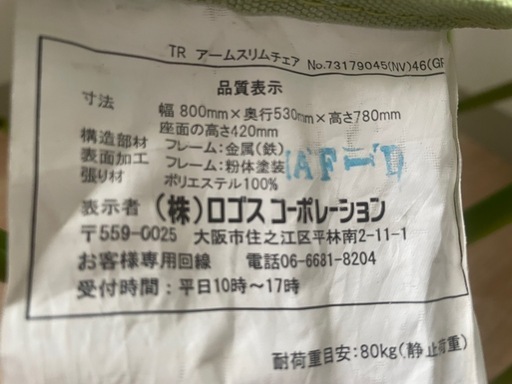 TR アームスリムチェア No.73179045(NV)46(GR
品質表示
寸法 幅 800mm×奥行530mm×高さ780mm
座面の高さ420mm
構造部材 フレーム:金属(鉄)
表面加工 フレーム:粉体塗装
張り材 ポリエステル100%
AF-D
表示者 (株)ロゴスコーポレーション
〒559-0025 大阪市住之江区平林南2-11-1
お客様専用回線 電話06-6681-8204
受付時間:平日10時~17時
耐荷重目安:80kg(静止荷重)